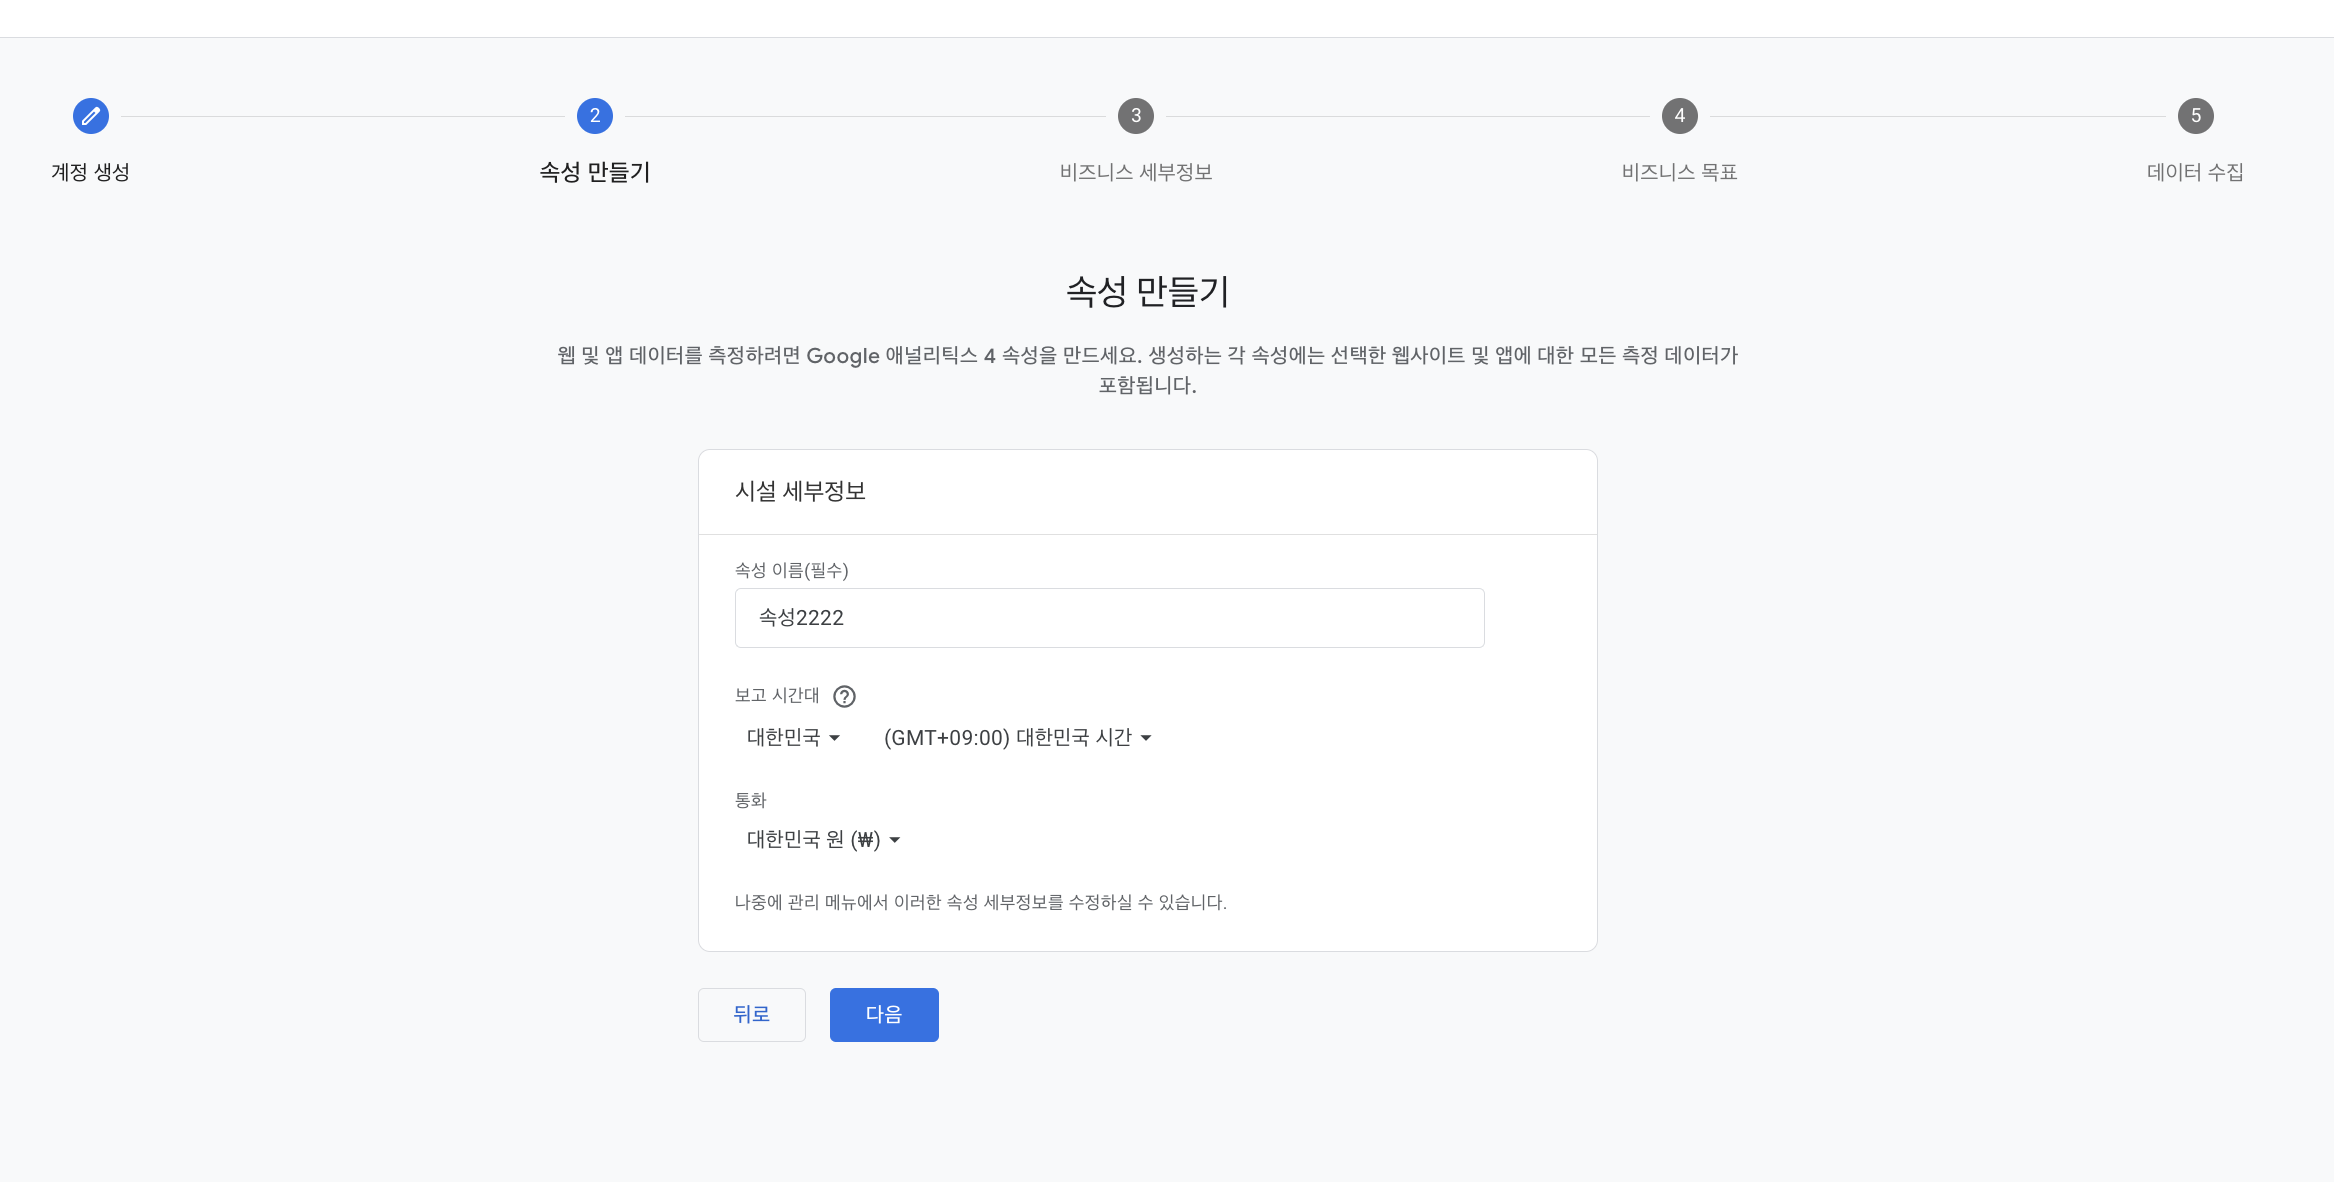 2
3
4
5
계정 생성
속성 만들기
비즈니스 세부정보
비즈니스 목표
데이터 수집
속성 만들기
웹 및 앱 데이터를 측정하려면 Google 애널리틱스 4 속성을 만드세요. 생성하는 각 속성에는 선택한 웹사이트 및 앱에 대한 모든 측정 데이터가
포함됩니다.
시설 세부정보
속성 이름(필수)
속성2222
보고 시간대 ?
대한민국
(GMT+09:00) 대한민국 시간
통화
대한민국 원 (₩)
나중에 관리 메뉴에서 이러한 속성 세부정보를 수정하실 수 있습니다.
뒤로
다음